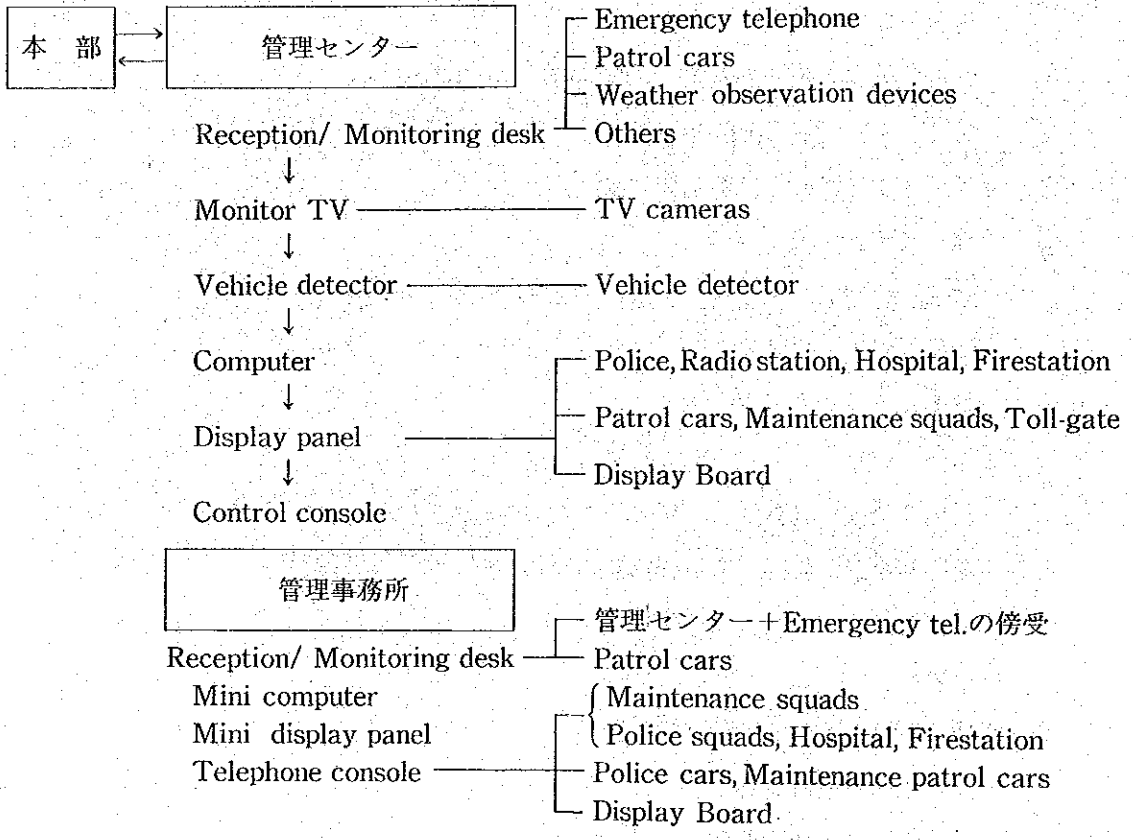 本 部
管理センター
Emergency telephone
Patrol cars
Weather observation devices
Reception/ Monitoring desk
Others
Monitor TV
TV cameras
Vehicle detector
Vehicle detector
Computer
Police, Radio station, Hospital, Firestation
Patrol cars, Maintenance squads, Toll-gate
Display panel
Display Board
Control console
管理事務所
管理センター＋Emergency tel.の傍受
Reception/ Monitoring desk
Patrol cars
Mini computer
Maintenance squads
Mini display panel
Police squads, Hospital, Firestation
Telephone console
Police cars, Maintenance patrol cars
Display Board